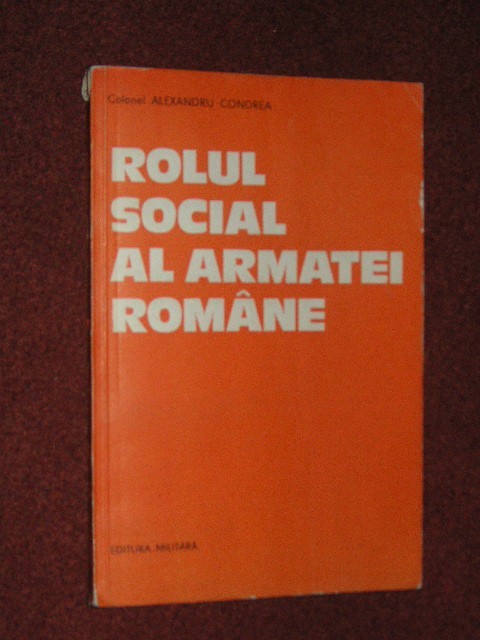 Colonel ALEXANDRU CONDREA
ROLUL
SOCIAL
AL ARMATEI
ROMÂNE
EDITURA MILITARĂ